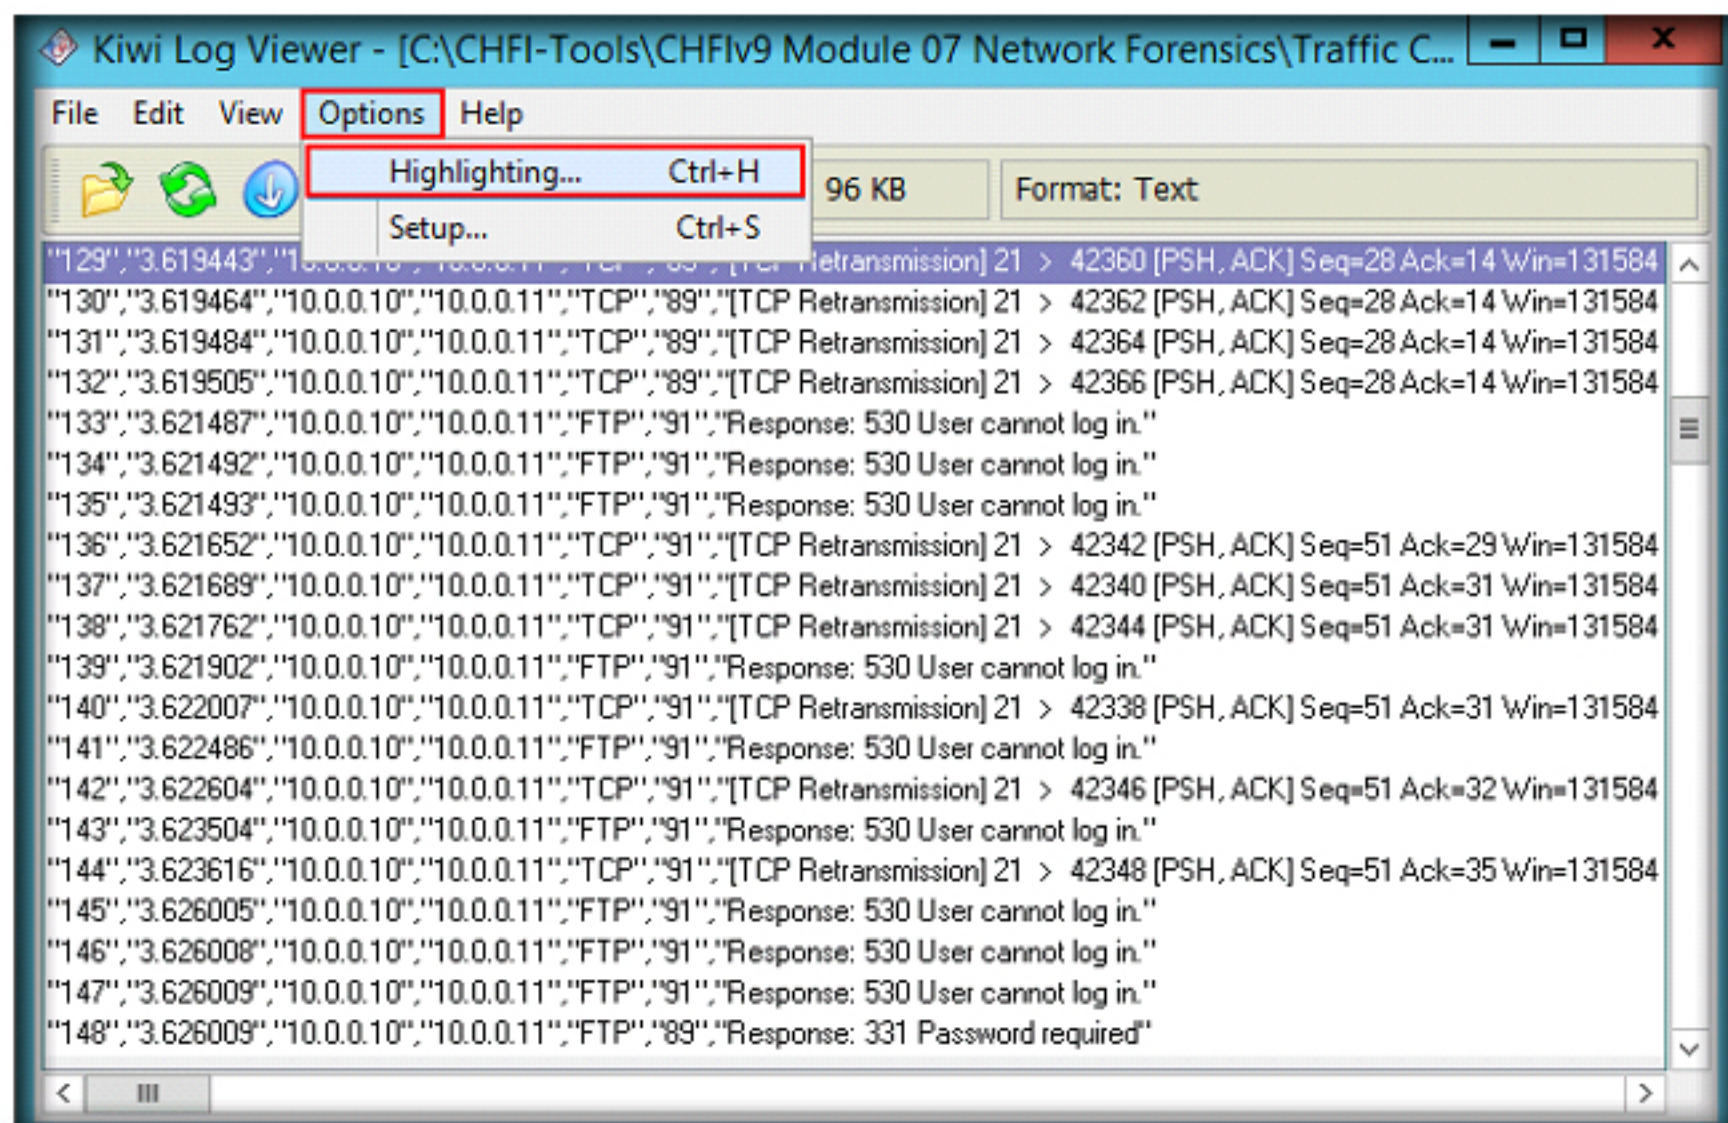 Kiwi Log Viewer - [C:\CHFI-Tools\CHFIv9 Module 07 Network Forensics\Traffic C...
File Edit View Options Help
Highlighting... Ctrl+H
96 KB Format: Text
Setup... Ctrl+S
"129","3.619443", Retransmission] 21 > 42360 [PSH, ACK] Seq=28 Ack=14 Win=131584
"130","3.619464","10.0.0.10","10.0.0.11","TCP","89","[TCP Retransmission] 21 > 42362 [PSH, ACK] Seq=28 Ack=14 Win=131584
"131","3.619484","10.0.0.10","10.0.0.11","TCP","89","[TCP Retransmission] 21 > 42364 [PSH, ACK] Seq=28 Ack=14 Win=131584
"132","3.619505","10.0.0.10","10.0.0.11","TCP","89","[TCP Retransmission] 21 > 42366 [PSH, ACK] Seq=28 Ack=14 Win=131584
"133","3.621487","10.0.0.10","10.0.0.11","FTP","91","Response: 530 User cannot log in."
"134","3.621492","10.0.0.10","10.0.0.11","FTP","91","Response: 530 User cannot log in."
"135","3.621493","10.0.0.10","10.0.0.11","FTP","91","Response: 530 User cannot log in."
"136","3.621652","10.0.0.10","10.0.0.11","TCP","91","[TCP Retransmission] 21 > 42342 [PSH, ACK] Seq=51 Ack=29 Win=131584
"137","3.621689","10.0.0.10","10.0.0.11","TCP","91","[TCP Retransmission] 21 > 42340 [PSH, ACK] Seq=51 Ack=31 Win=131584
"138","3.621762","10.0.0.10","10.0.0.11","TCP","91","[TCP Retransmission] 21 > 42344 [PSH, ACK] Seq=51 Ack=31 Win=131584
"139","3.621902","10.0.0.10","10.0.0.11","FTP","91","Response: 530 User cannot log in."
"140","3.622007","10.0.0.10","10.0.0.11","TCP","91","[TCP Retransmission] 21 > 42338 [PSH, ACK] Seq=51 Ack=31 Win=131584
"141","3.622486","10.0.0.10","10.0.0.11","FTP","91","Response: 530 User cannot log in."
"142","3.622604","10.0.0.10","10.0.0.11","TCP","91","[TCP Retransmission] 21 > 42346 [PSH, ACK] Seq=51 Ack=32 Win=131584
"143","3.623504","10.0.0.10","10.0.0.11","FTP","91","Response: 530 User cannot log in."
"144","3.623616","10.0.0.10","10.0.0.11","TCP","91","[TCP Retransmission] 21 > 42348 [PSH, ACK] Seq=51 Ack=35 Win=131584
"145","3.626005","10.0.0.10","10.0.0.11","FTP","91","Response: 530 User cannot log in."
"146","3.626008","10.0.0.10","10.0.0.11","FTP","91","Response: 530 User cannot log in."
"147","3.626009","10.0.0.10","10.0.0.11","FTP","91","Response: 530 User cannot log in."
"148","3.626009","10.0.0.10","10.0.0.11","FTP","89","Response: 331 Password required"